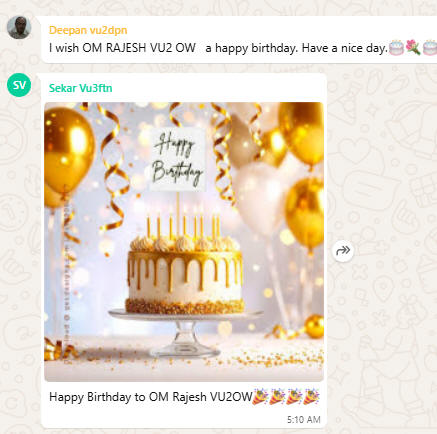 Deepan vu2dpn
I wish OM RAJESH VU2 OW a happy birthday. Have a nice day.🎂💐🎂
SV
Sekar Vu3ftn
Happy
Birthday
Happy Birthday to OM Rajesh VU2OW🎉🎉🎉🎉
5:10 AM